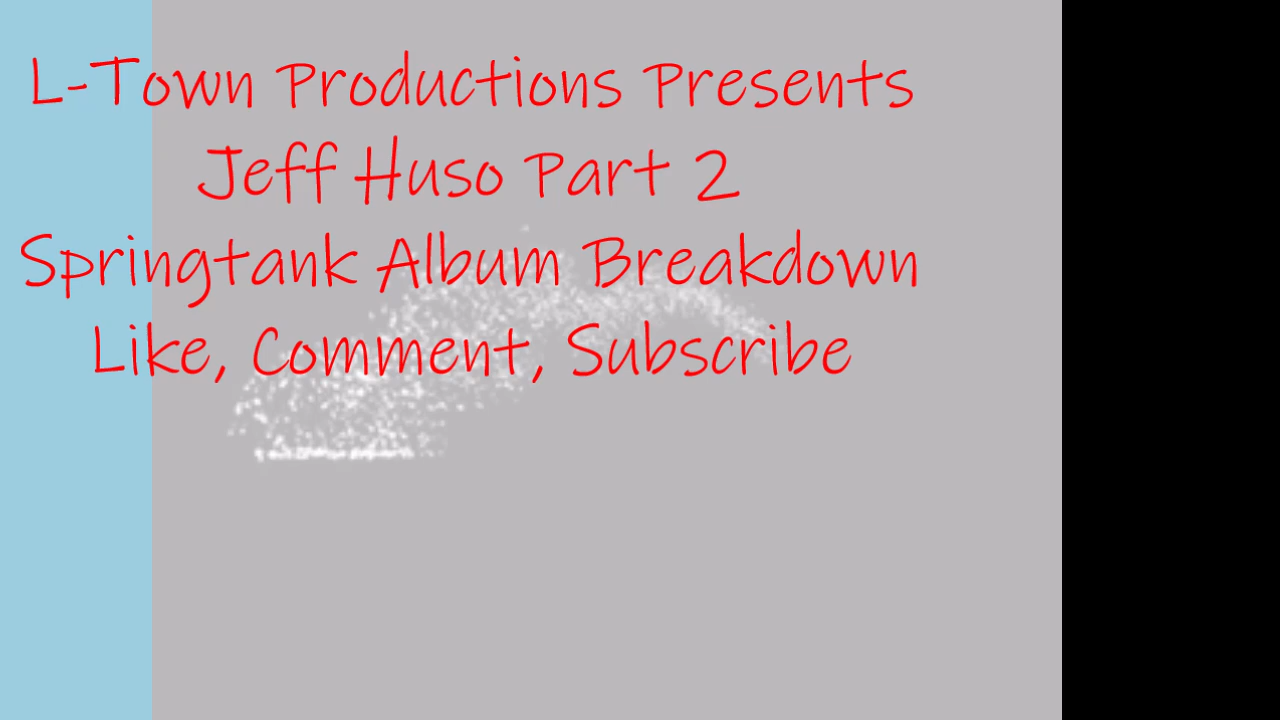 L-Town Productions Presents
Jeff Huso Part 2
Springtank Album Breakdown
Like, Comment, Subscribe